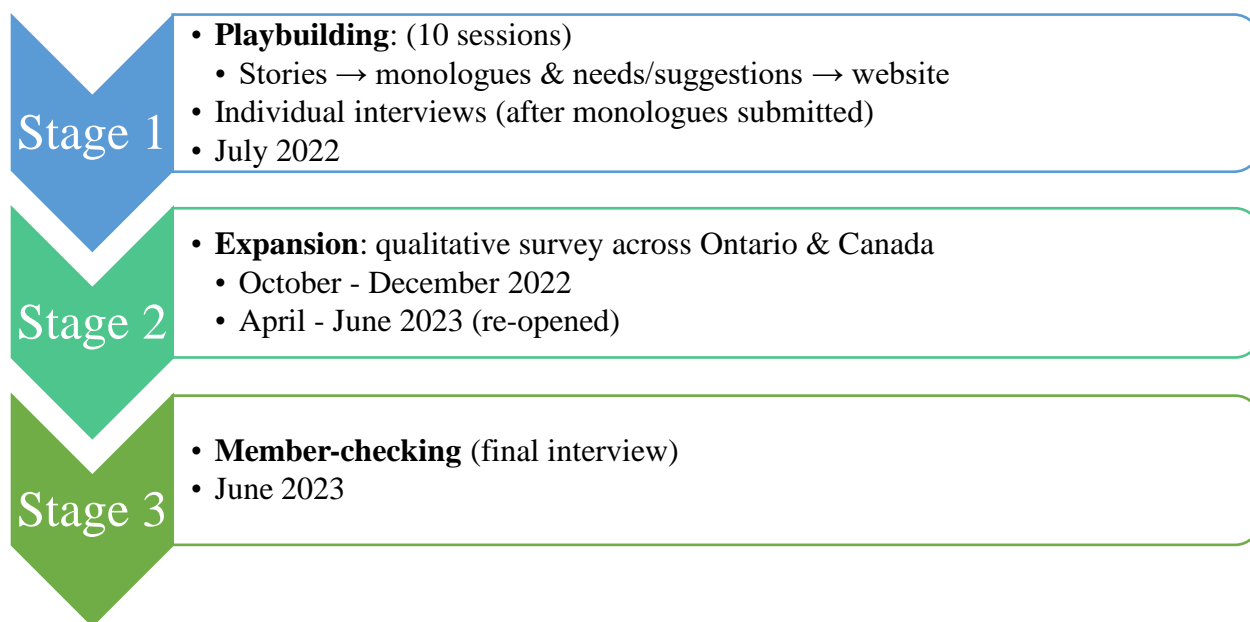 Stage 1
• Playbuilding: (10 sessions)
• Stories → monologues & needs/suggestions → website
• Individual interviews (after monologues submitted)
• July 2022
Stage 2
• Expansion: qualitative survey across Ontario & Canada
• October - December 2022
• April - June 2023 (re-opened)
Stage 3
• Member-checking (final interview)
• June 2023